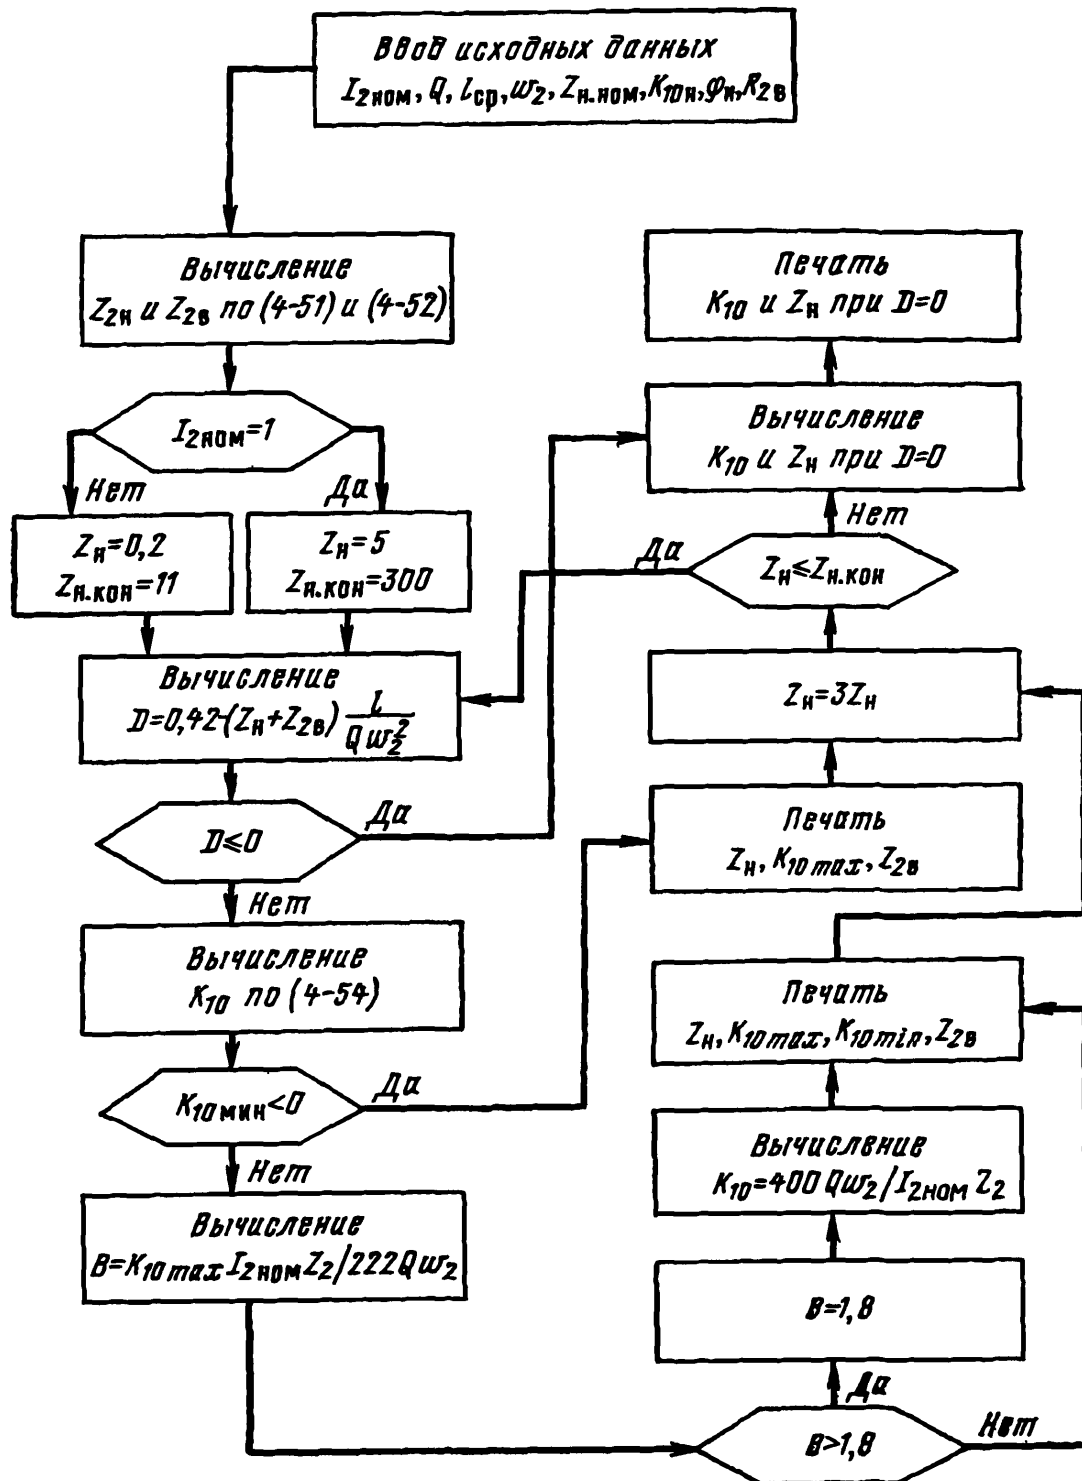 Ввод исходных данных
I₂ном, Q, lср, w₂, Zн.ном, K₁₀н, φн, R₂в
Вычисление
Z₂н и Z₂в по (4-51) и (4-52)
I₂ном=1
Нет
Да
Zн=0,2
Zн.кон=11
Zн=5
Zн.кон=300
Вычисление
D=0,42-(Zн+Z₂в) l/Qw₂²
D≤0
Да
Нет
Вычисление
K₁₀ по (4-54)
K₁₀мин<0
Да
Нет
Вычисление
B=K₁₀max I₂ном Z₂/222Qw₂
Печать
K₁₀ и Zн при D=0
Вычисление
K₁₀ и Zн при D=0
Нет
Да
Zн≤Zн.кон
Zн=3Zн
Печать
Zн, K₁₀max, Z₂в
Печать
Zн, K₁₀max, K₁₀min, Z₂в
Вычисление
K₁₀=400 Qw₂/I₂ном Z₂
B=1,8
Да
B>1,8
Нет